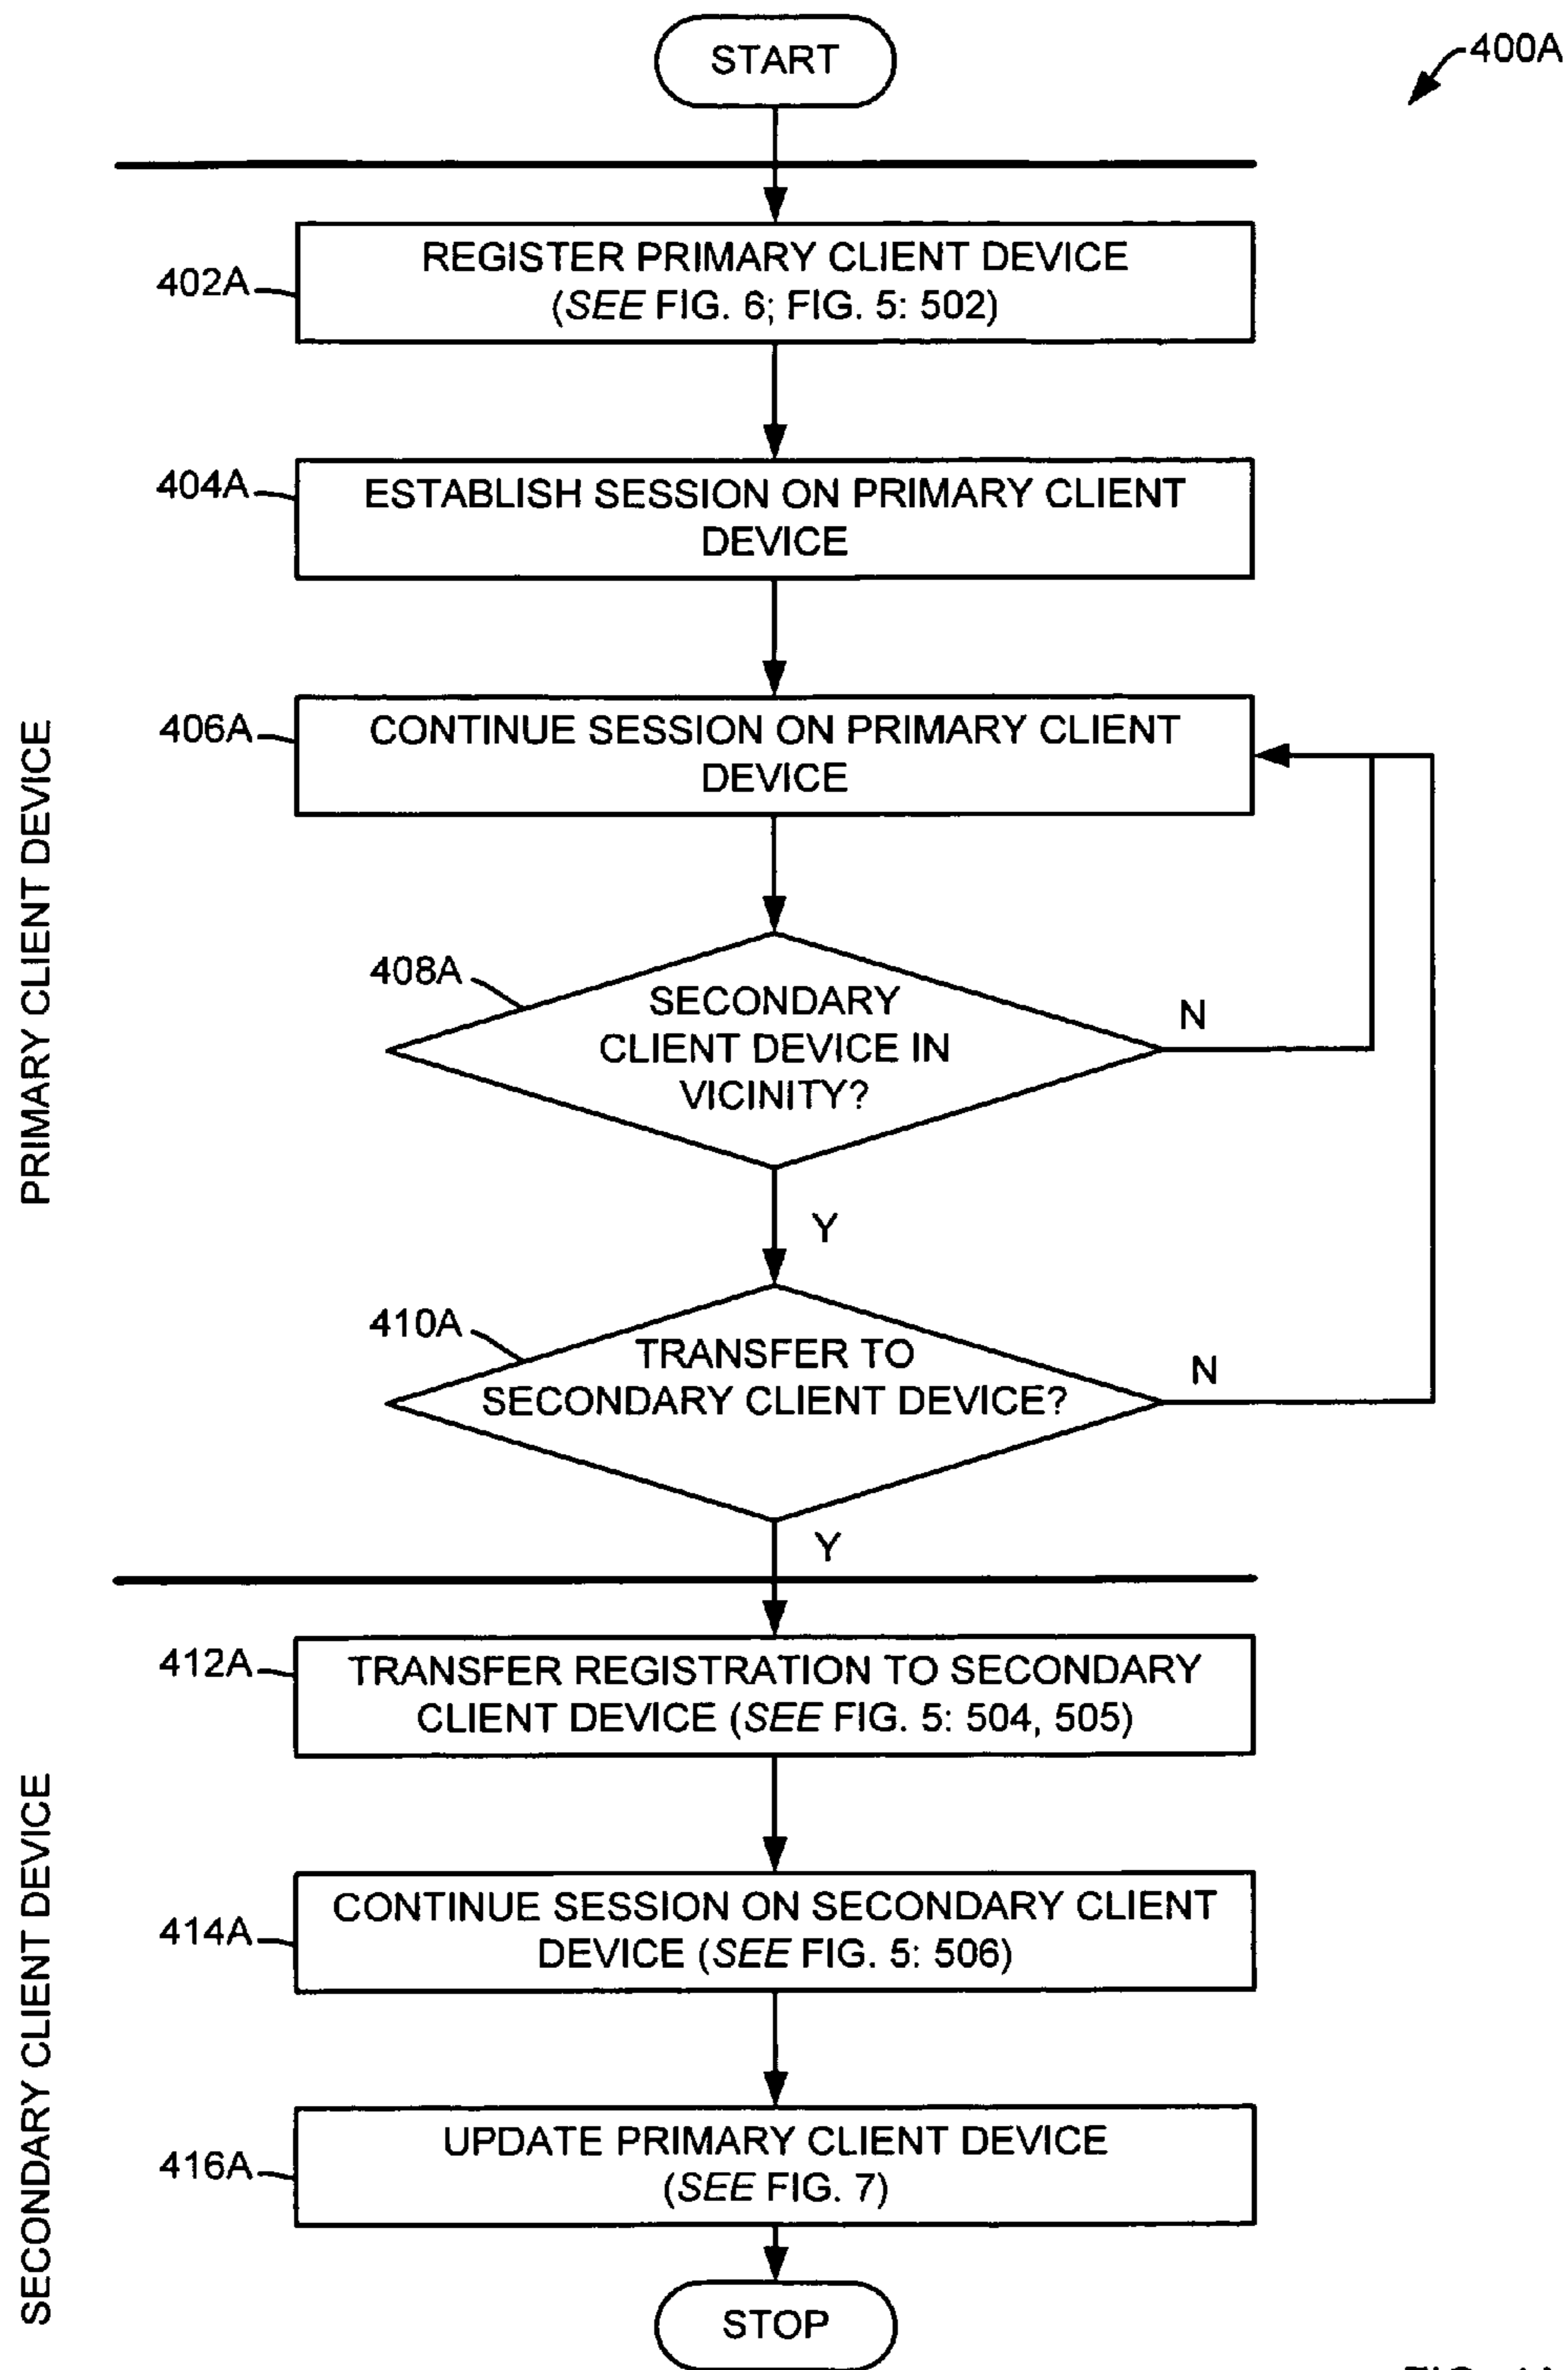 START
400A
REGISTER PRIMARY CLIENT DEVICE
(SEE FIG. 6; FIG. 5: 502)
402A
ESTABLISH SESSION ON PRIMARY CLIENT
DEVICE
404A
CONTINUE SESSION ON PRIMARY CLIENT
DEVICE
406A
PRIMARY CLIENT DEVICE
408A
SECONDARY
CLIENT DEVICE IN
VICINITY?
N
Y
410A
TRANSFER TO
SECONDARY CLIENT DEVICE?
N
Y
412A
TRANSFER REGISTRATION TO SECONDARY
CLIENT DEVICE (SEE FIG. 5: 504, 505)
SECONDARY CLIENT DEVICE
414A
CONTINUE SESSION ON SECONDARY CLIENT
DEVICE (SEE FIG. 5: 506)
416A
UPDATE PRIMARY CLIENT DEVICE
(SEE FIG. 7)
STOP